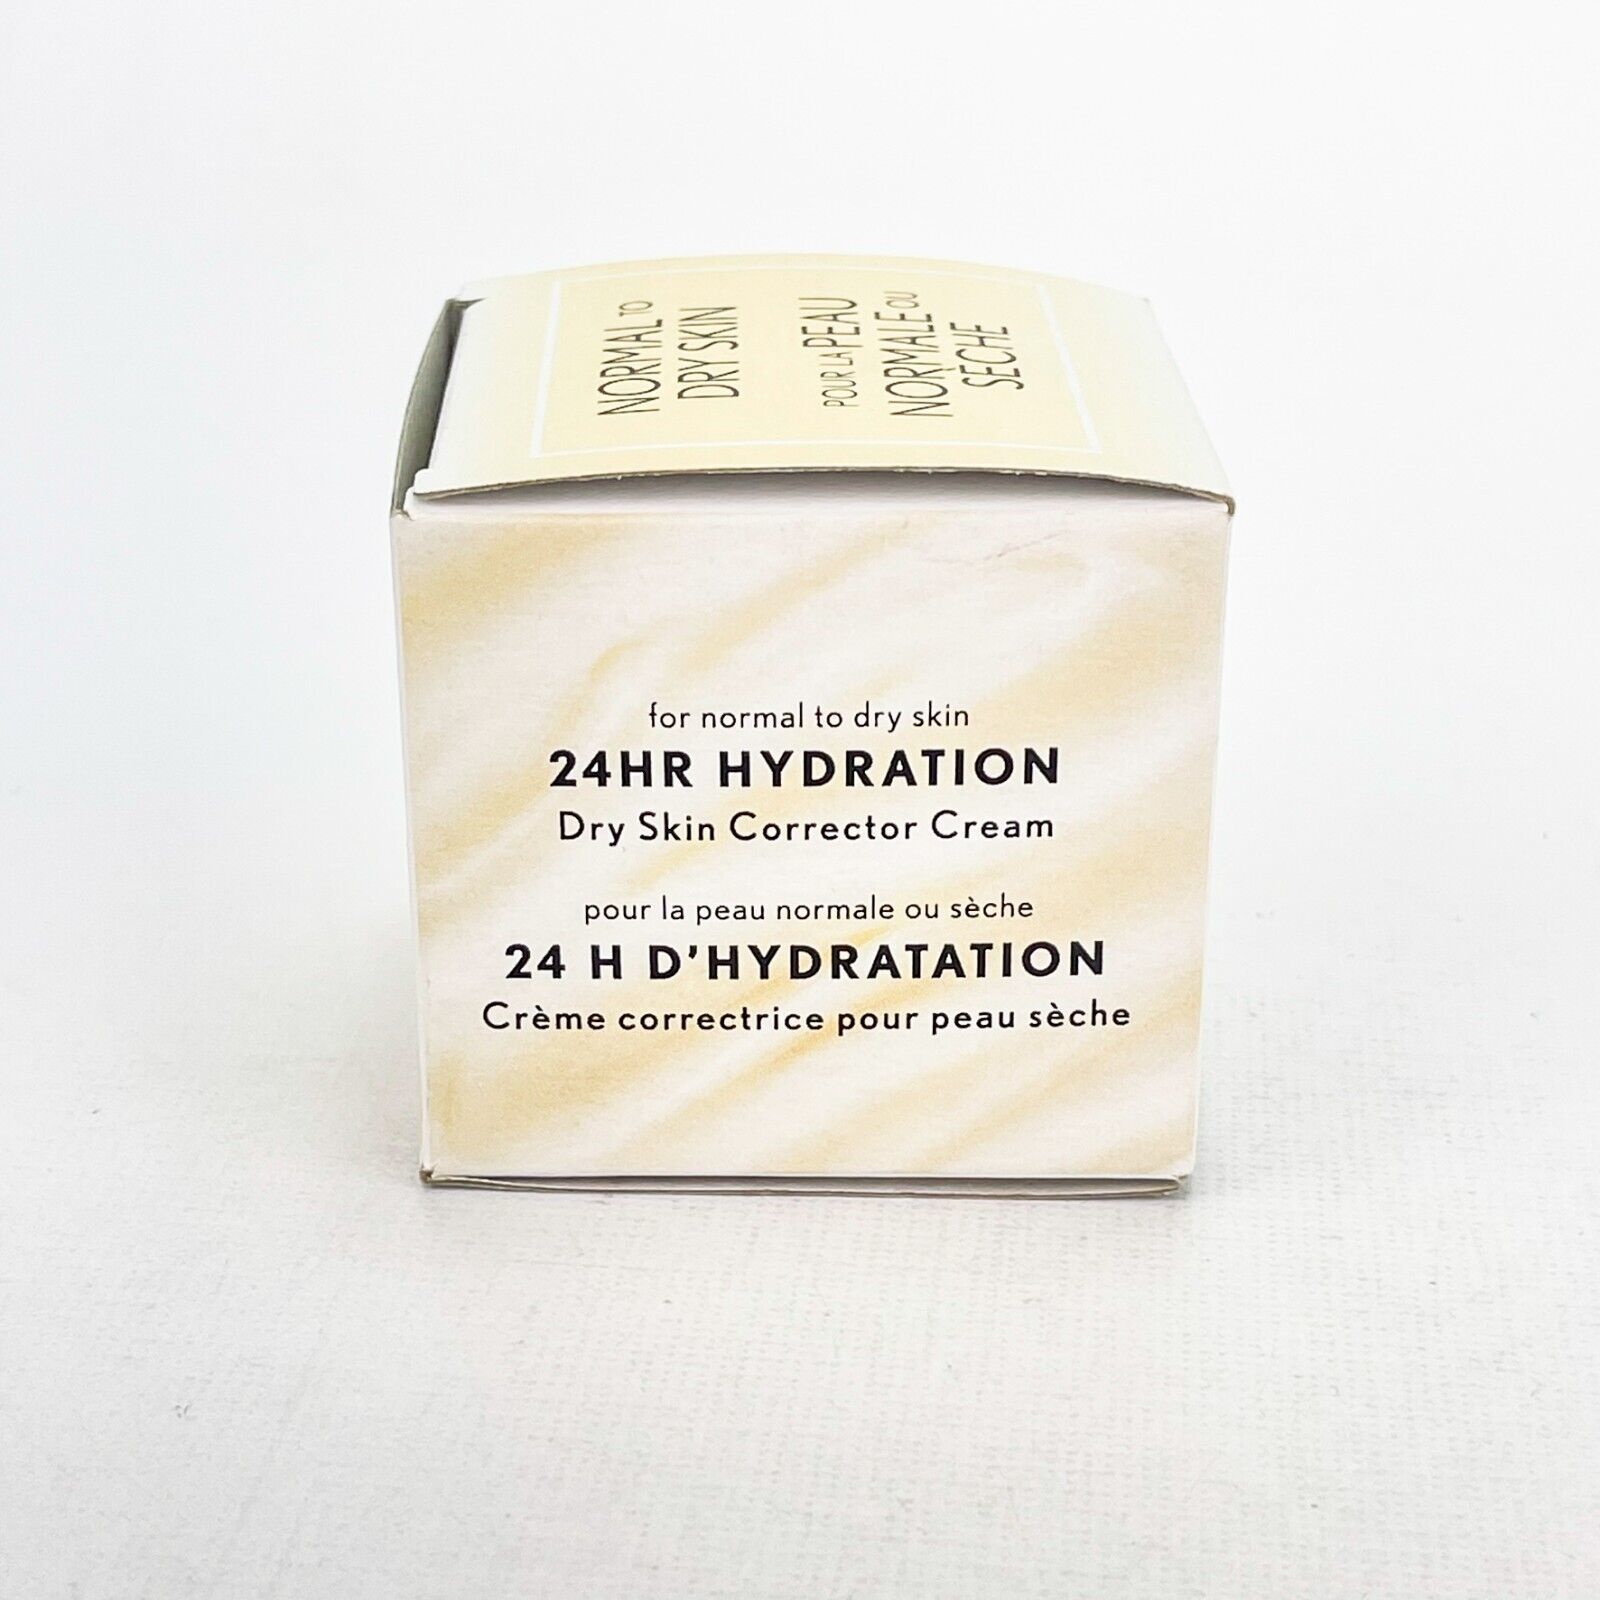 NORMAL TO
DRY SKIN
POUR LA PEAU
NORMALE OU
SÈCHE
for normal to dry skin
24HR HYDRATION
Dry Skin Corrector Cream
pour la peau normale ou sèche
24 H D'HYDRATATION
Crème correctrice pour peau sèche